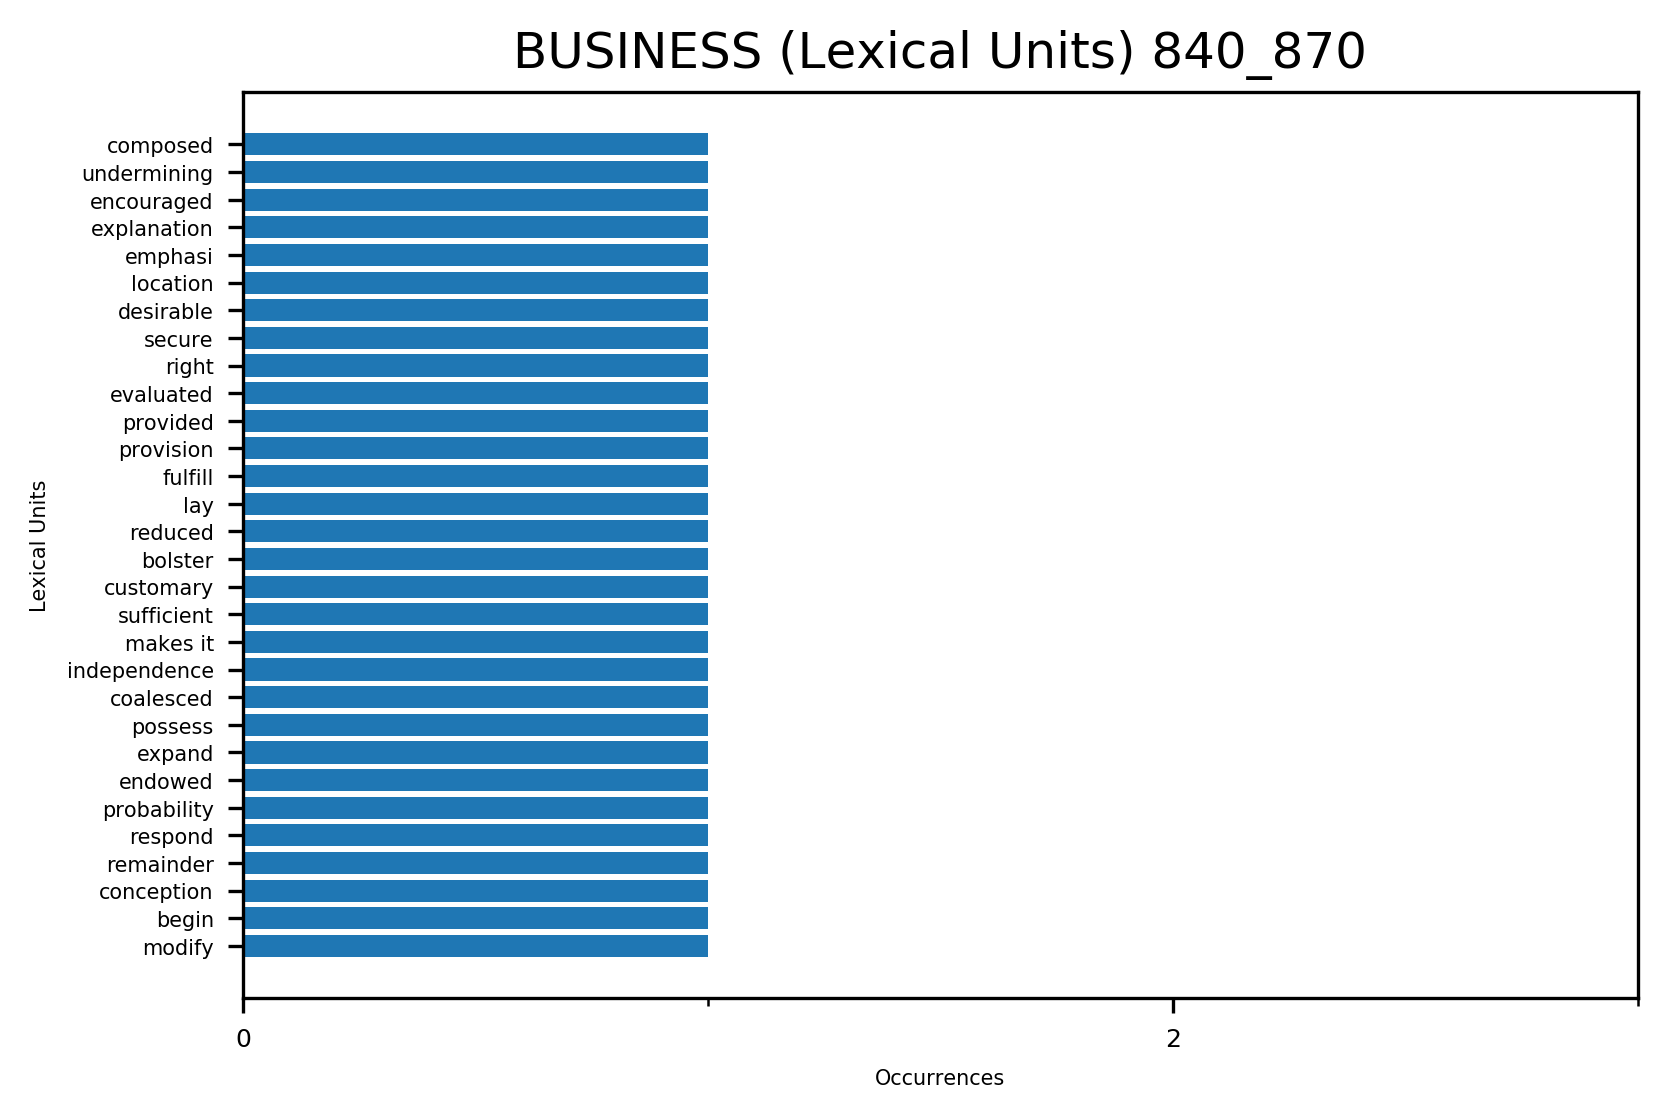 BUSINESS (Lexical Units) 840_870
composed
undermining
encouraged
explanation
emphasi
location
desirable
secure
right
evaluated
provided
provision
fulfill
lay
reduced
bolster
customary
sufficient
makes it
independence
coalesced
possess
expand
endowed
probability
respond
remainder
conception
begin
modify
Lexical Units
0 2
Occurrences